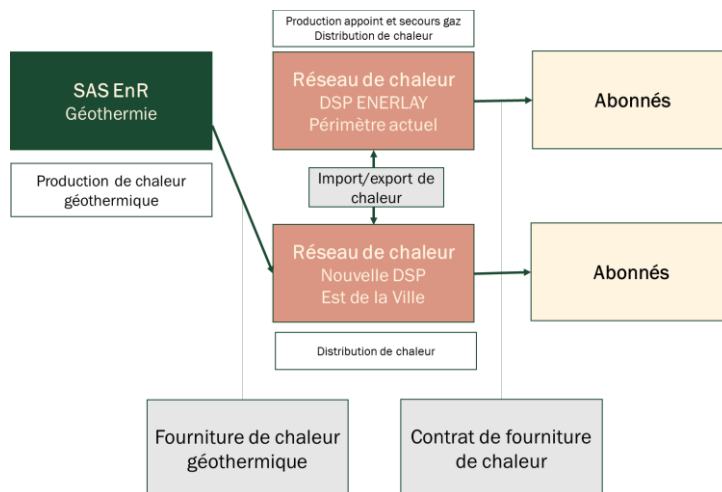 Production appoint et secours gaz
Distribution de chaleur
SAS EnR
Géothermie
Réseau de chaleur
DSP ENERLAY
Périmètre actuel
Abonnés
Production de chaleur
géothermique
Import/export de
chaleur
Réseau de chaleur
Nouvelle DSP
Est de la Ville
Abonnés
Distribution de chaleur
Fourniture de chaleur
géothermique
Contrat de fourniture
de chaleur